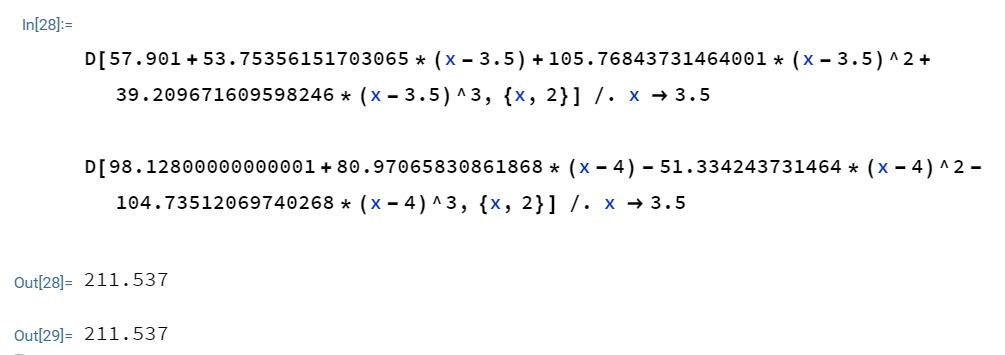 In[28]:=
D[57.901 + 53.75356151703065 * (x - 3.5) + 105.76843731464001 * (x - 3.5) ^ 2 +
39.209671609598246 * (x - 3.5) ^ 3, {x, 2}] /. x → 3.5
D[98.12800000000001 + 80.97065830861868 * (x - 4) - 51.334243731464 * (x - 4) ^ 2 -
104.73512069740268 * (x - 4) ^ 3, {x, 2}] /. x → 3.5
Out[28]= 211.537
Out[29]= 211.537